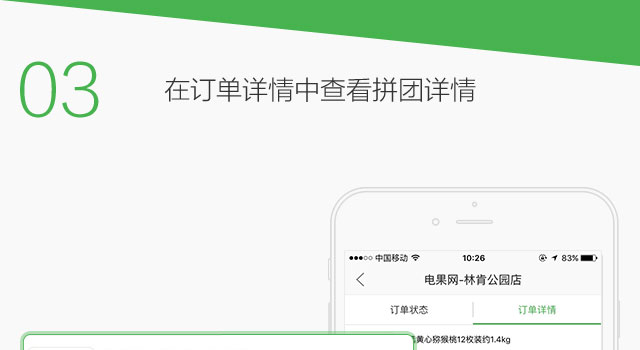 03
在订单详情中查看拼团详情
中国移动 10:26 83%
电果网-林肯公园店
订单状态 订单详情
黄心猕猴桃12枚装约1.4kg